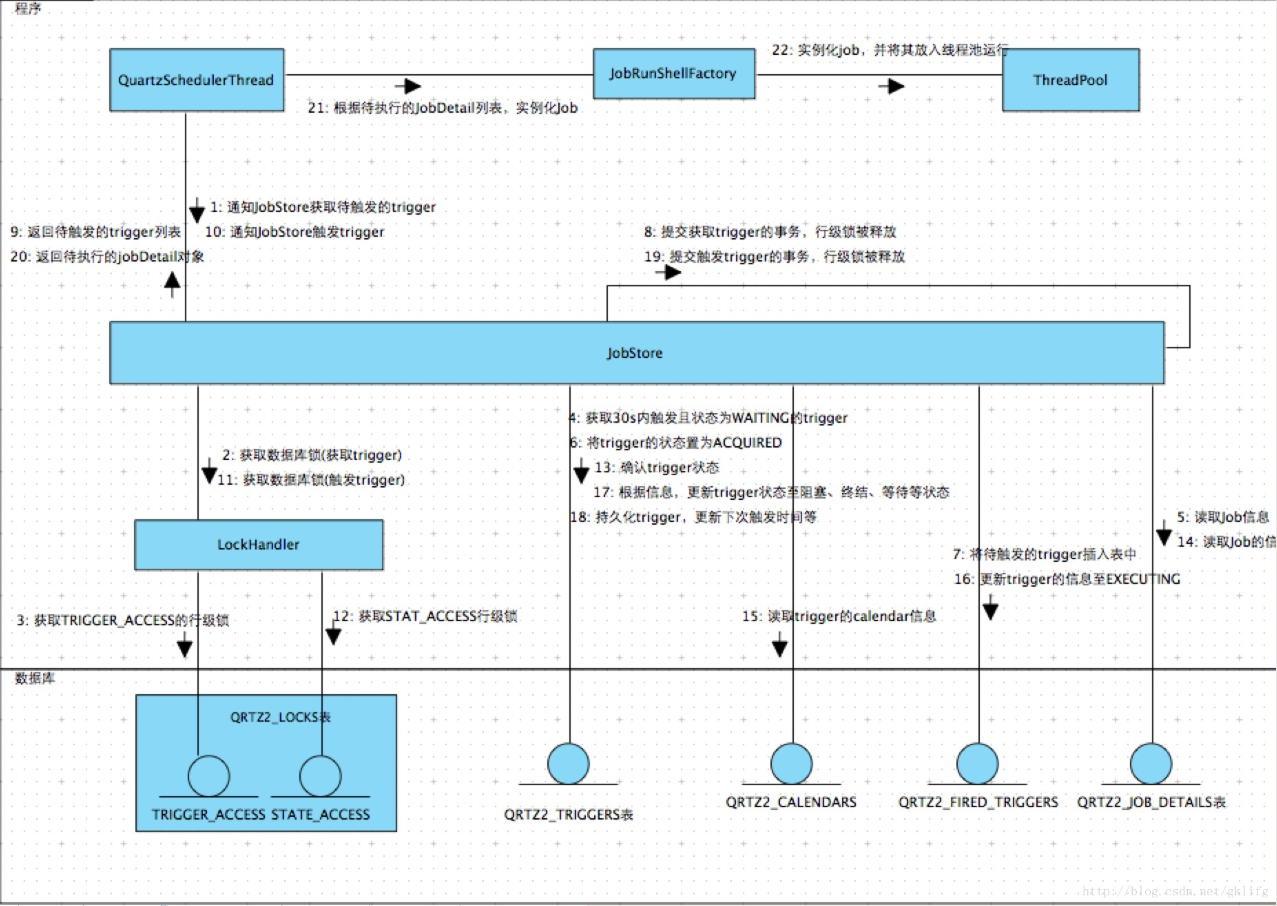 程序
QuartzSchedulerThread
JobRunShellFactory
22: 实例化job，并将其放入线程池运行
ThreadPool
21: 根据待执行的JobDetail列表，实例化Job
1: 通知JobStore获取待触发的trigger
9: 返回待触发的trigger列表
10: 通知JobStore触发trigger
20: 返回待执行的jobDetail对象
8: 提交获取trigger的事务，行级锁被释放
19: 提交触发trigger的事务，行级锁被释放
JobStore
4: 获取30s内触发且状态为WAITING的trigger
6: 将trigger的状态置为ACQUIRED
13: 确认trigger状态
17: 根据信息，更新trigger状态至阻塞、终结、等待等状态
18: 持久化trigger，更新下次触发时间等
2: 获取数据库锁(获取trigger)
11: 获取数据库锁(触发trigger)
5: 读取Job信息
14: 读取Job的信
LockHandler
7: 将待触发的trigger插入表中
16: 更新trigger的信息至EXECUTING
3: 获取TRIGGER_ACCESS的行级锁
12: 获取STAT_ACCESS行级锁
15: 读取trigger的calendar信息
数据库
QRTZ2_LOCKS表
TRIGGER_ACCESS
STATE_ACCESS
QRTZ2_TRIGGERS表
QRTZ2_CALENDARS
QRTZ2_FIRED_TRIGGERS
QRTZ2_JOB_DETAILS表
http://blog.csdn.net/gklifg